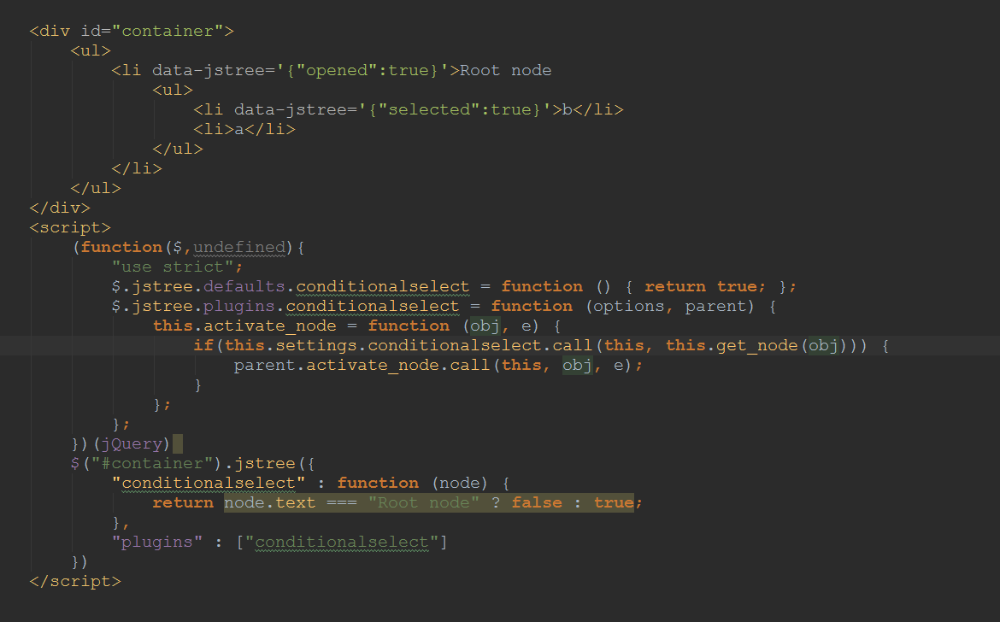 <div id="container">
    <ul>
        <li data-jstree='{"opened":true}'>Root node
            <ul>
                <li data-jstree='{"selected":true}'>b</li>
                <li>a</li>
            </ul>
        </li>
    </ul>
</div>
<script>
    (function($,undefined){
        "use strict";
        $.jstree.defaults.conditionalselect = function () { return true; };
        $.jstree.plugins.conditionalselect = function (options, parent) {
            this.activate_node = function (obj, e) {
                if(this.settings.conditionalselect.call(this, this.get_node(obj))) {
                    parent.activate_node.call(this, obj, e);
                }
            };
        };
    })(jQuery)
    $("#container").jstree({
        "conditionalselect" : function (node) {
            return node.text === "Root node" ? false : true;
        },
        "plugins" : ["conditionalselect"]
    })
</script>